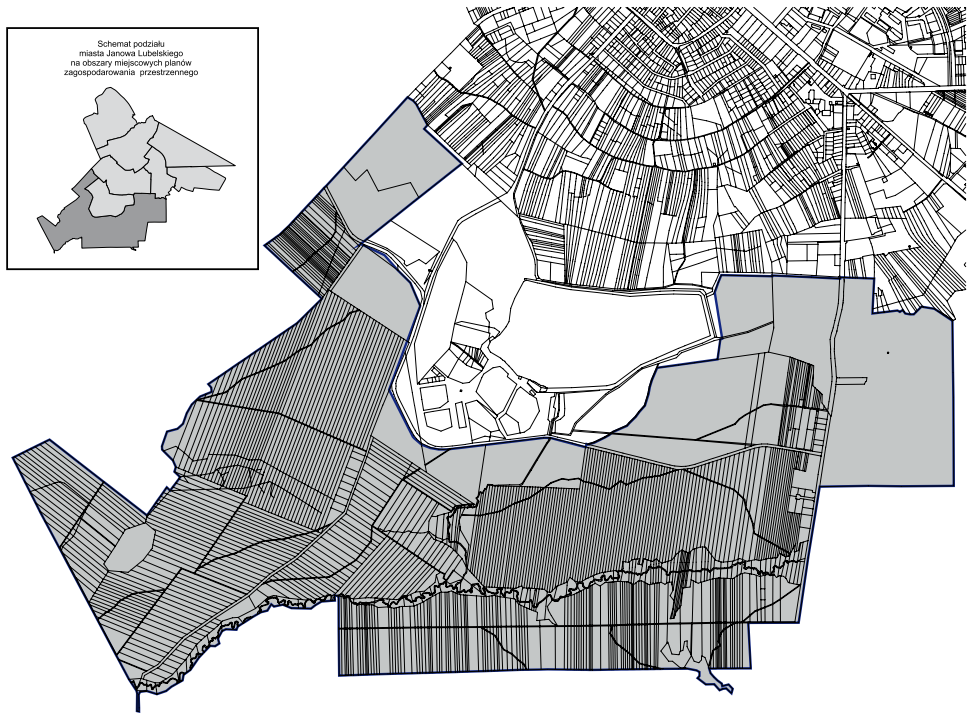 Schemat podziału
miasta Janowa Lubelskiego
na obszary miejscowych planów
zagospodarowania przestrzennego